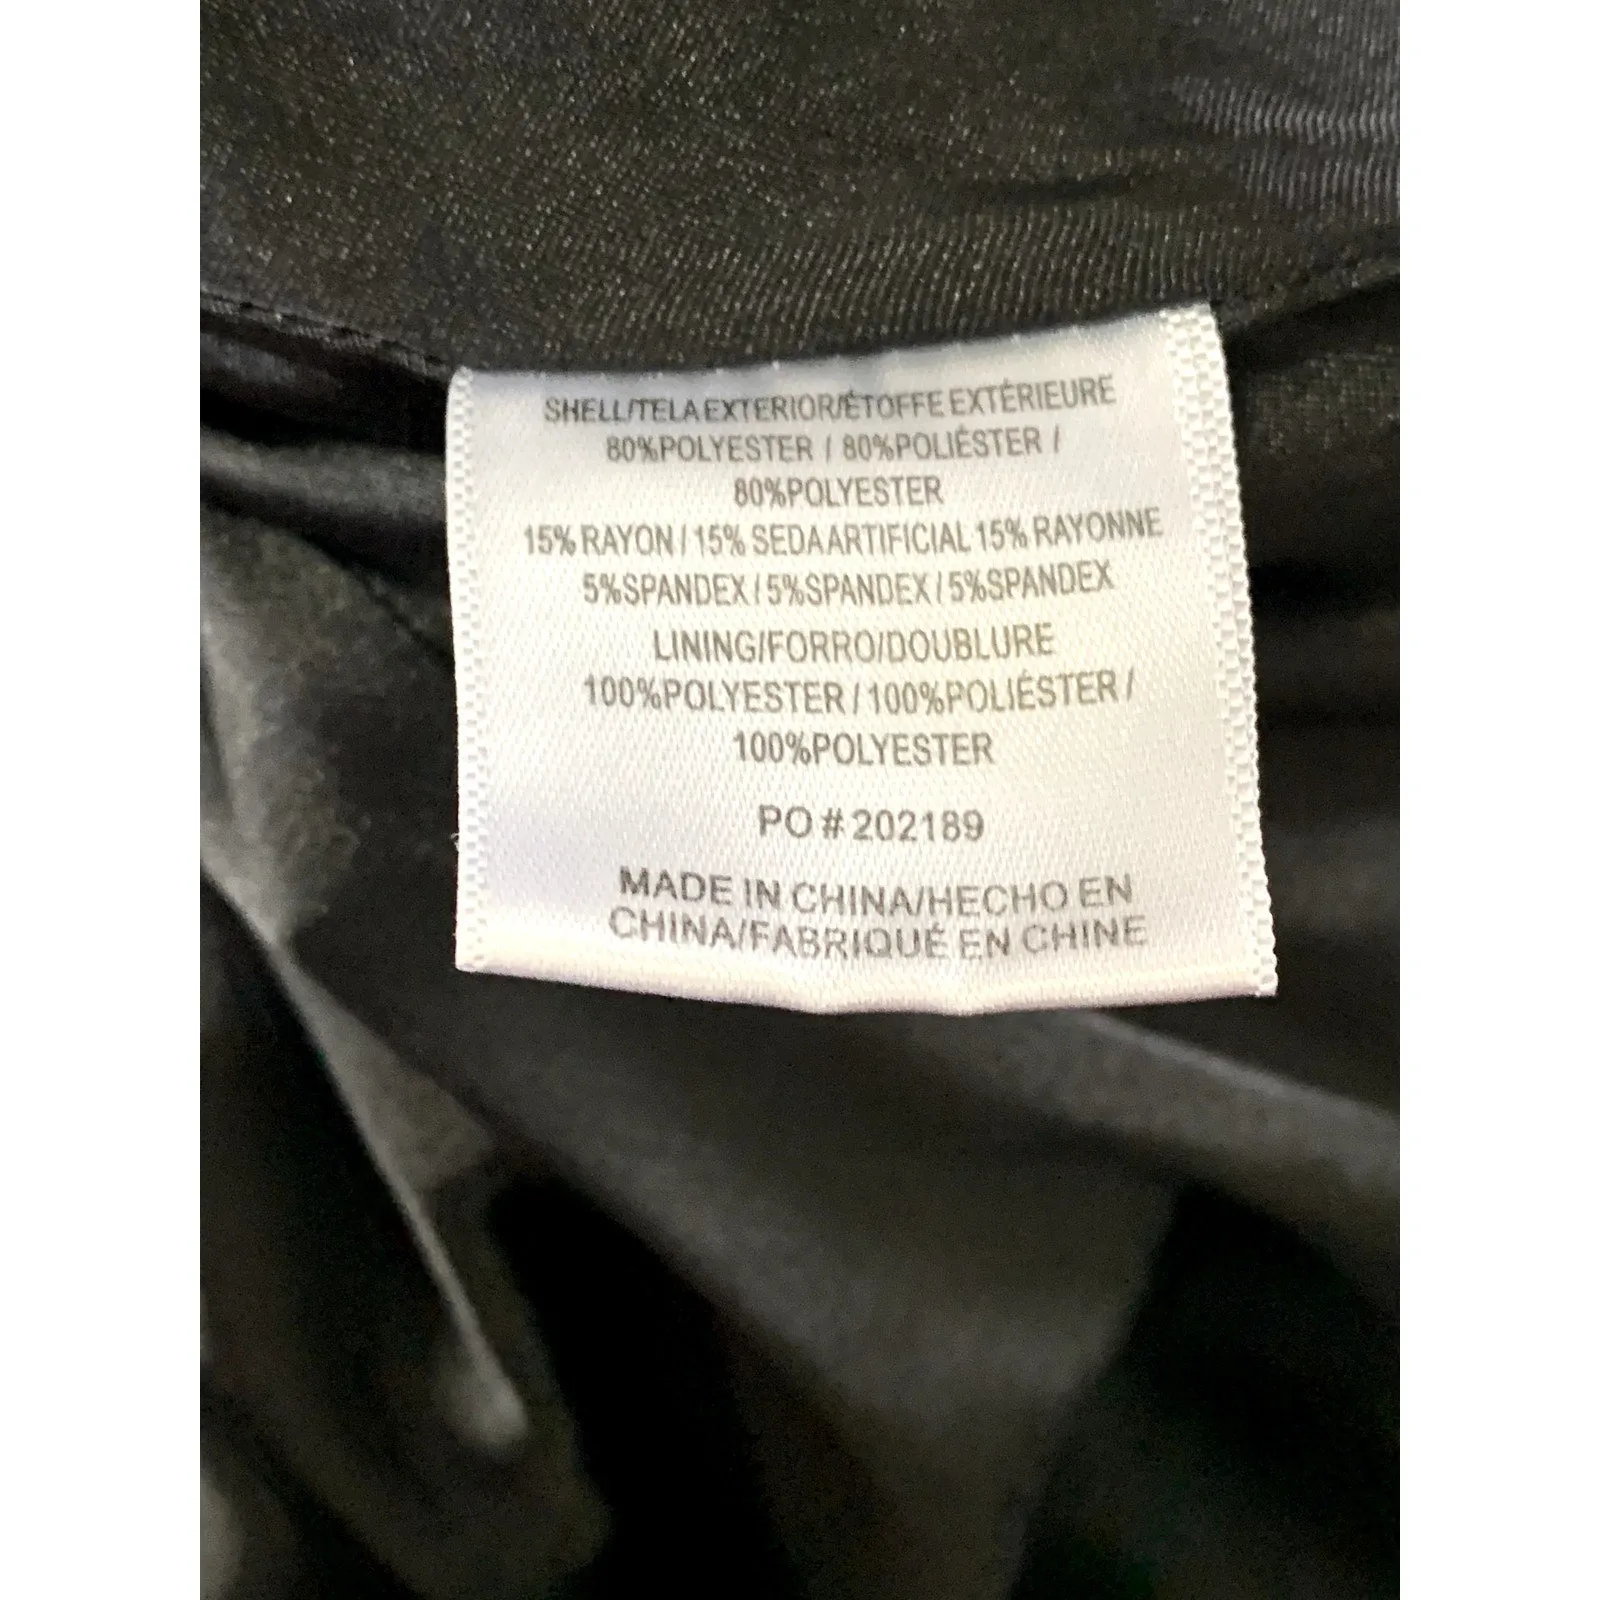 SHELL/TELA EXTERIOR/ÉTOFFE EXTÉRIEURE
80%POLYESTER / 80%POLIÉSTER /
80%POLYESTER
15% RAYON / 15% SEDA ARTIFICIAL 15% RAYONNE
5%SPANDEX / 5%SPANDEX / 5%SPANDEX
LINING/FORRO/DOUBLURE
100%POLYESTER / 100%POLIÉSTER /
100%POLYESTER
PO # 202189
MADE IN CHINA/HECHO EN
CHINA/FABRIQUÉ EN CHINE